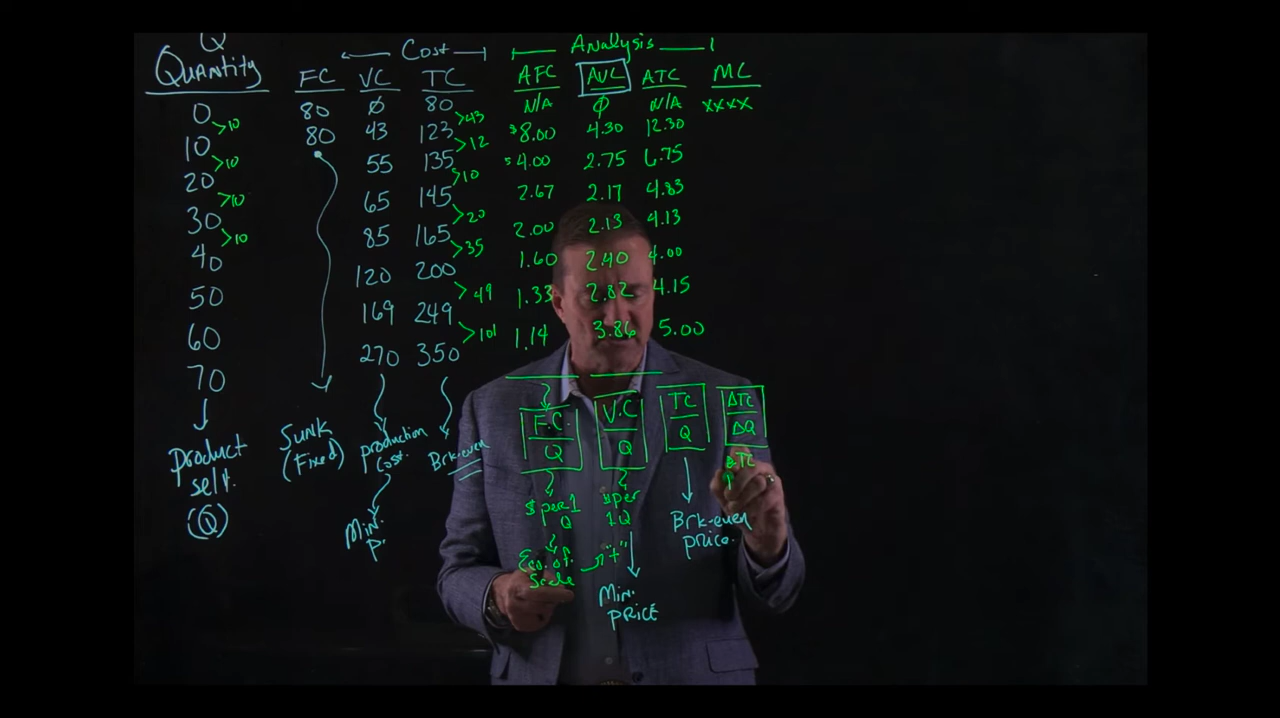 Q
Cost
Analysis
Quantity FC VC TC AFC AVC ATC MC
0 80 ∅ 80 N/A ∅ N/A xxxx
>10 >43
10 80 43 123 $8.00 4.30 12.30
>10 >12
20 55 135 $4.00 2.75 6.75
>10 >10
30 65 145 2.67 2.17 4.83
>10 >20
40 85 165 2.00 2.13 4.13
>35
50 120 200 1.60 2.40 4.00
>49
60 169 249 1.33 2.82 4.15
>101
70 270 350 1.14 3.86 5.00
F.C. V.C TC ΔTC
Q Q Q ΔQ
Product
selt.
(Q)
Sunk
(Fixed)
production
Cost.
Min.
P.
Brk-even
$per1
Q
Eco. of.
Scale
"+"
$per
1Q
Min.
PRICE
Brk-even
price.
TC